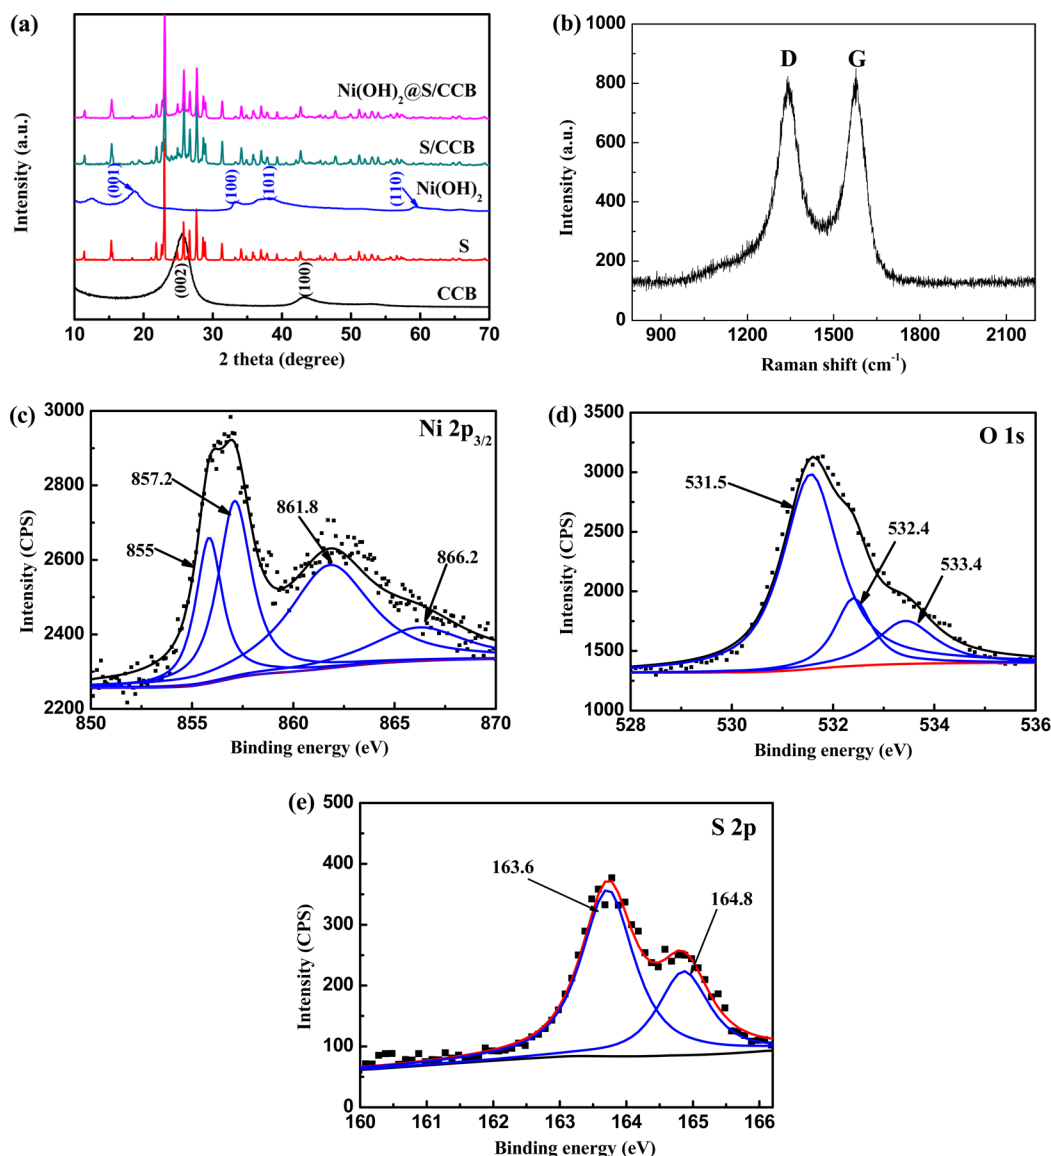 (a)
Intensity (a.u.)
Ni(OH)₂@S/CCB
S/CCB
(001)
(100)
(101)
(110)
Ni(OH)₂
S
(002)
(100)
CCB
10 20 30 40 50 60 70
2 theta (degree)
(b)
Intensity (a.u.)
1000
800
600
400
200
0
D G
900 1200 1500 1800 2100
Raman shift (cm⁻¹)
(c)
Intensity (CPS)
3000
2800
2600
2400
2200
Ni 2p₃/₂
857.2
855
861.8
866.2
850 855 860 865 870
Binding energy (eV)
(d)
Intensity (CPS)
3500
3000
2500
2000
1500
1000
O 1s
531.5
532.4
533.4
528 530 532 534 536
Binding energy (eV)
(e)
Intensity (CPS)
500
400
300
200
100
0
S 2p
163.6
164.8
160 161 162 163 164 165 166
Binding energy (eV)